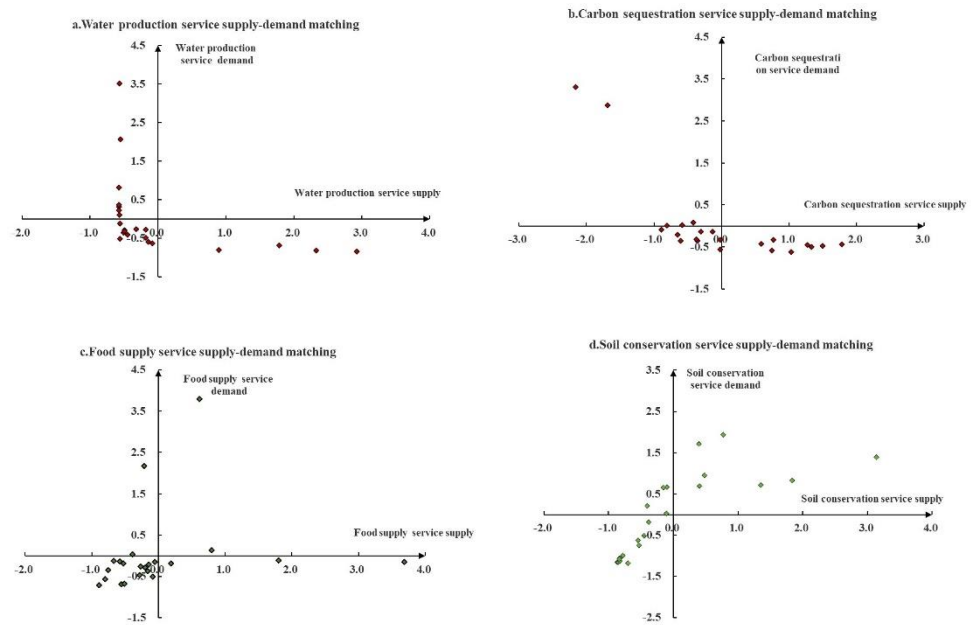 a.Water production service supply-demand matching
4.5
Water production
service demand
3.5
2.5
1.5
0.5
Water production service supply
2.0 -1.0 0.0 1.0 2.0 3.0 4.0
-0.5
-1.5
b.Carbon sequestration service supply-demand matching
4.5
Carbon sequestrati
on service demand
3.5
2.5
1.5
0.5
Carbon sequestration service supply
-3.0 -2.0 -1.0 0.0 1.0 2.0 3.0
-0.5
-1.5
c.Food supply service supply-demand matching
4.5
Food supply service
demand
3.5
2.5
1.5
0.5
Food supply service supply
2.0 -1.0 0.0 1.0 2.0 3.0 4.0
-0.5
-1.5
d.Soil conservation service supply-demand matching
3.5
Soil conservation
service demand
2.5
1.5
0.5
Soil conservation service supply
-2.0 -1.0 0.0 1.0 2.0 3.0 4.0
-0.5
-1.5
-2.5